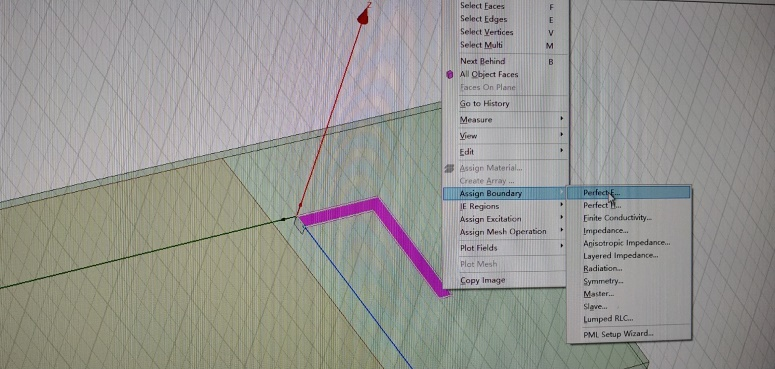 Z
Select Faces F
Select Edges E
Select Vertices V
Select Multi M
Next Behind B
All Object Faces
Faces On Plane
Go to History
Measure
View
Edit
Assign Material...
Create Array ...
Assign Boundary
IE Regions
Assign Excitation
Assign Mesh Operation
Plot Fields
Plot Mesh
Copy Image
Perfect E...
Perfect H...
Finite Conductivity...
Impedance...
Anisotropic Impedance...
Layered Impedance...
Radiation...
Symmetry...
Master...
Slave...
Lumped RLC...
PML Setup Wizard...